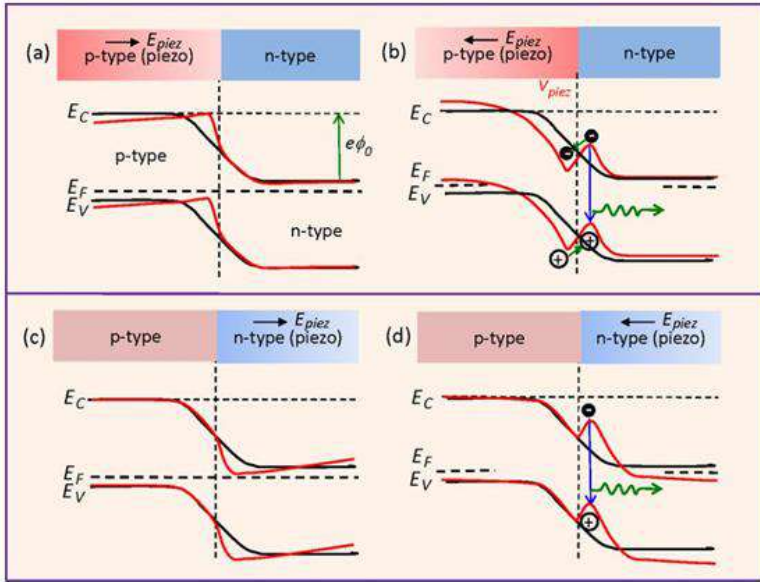 (a)
→ E_piez
p-type (piezo)
n-type
E_C
p-type
eϕ_0
E_F
E_V
n-type
(b)
← E_piez
p-type (piezo)
n-type
V_piez
E_C
E_F
E_V
(c)
p-type
→ E_piez
n-type (piezo)
E_C
E_F
E_V
(d)
p-type
← E_piez
n-type (piezo)
E_C
E_F
E_V